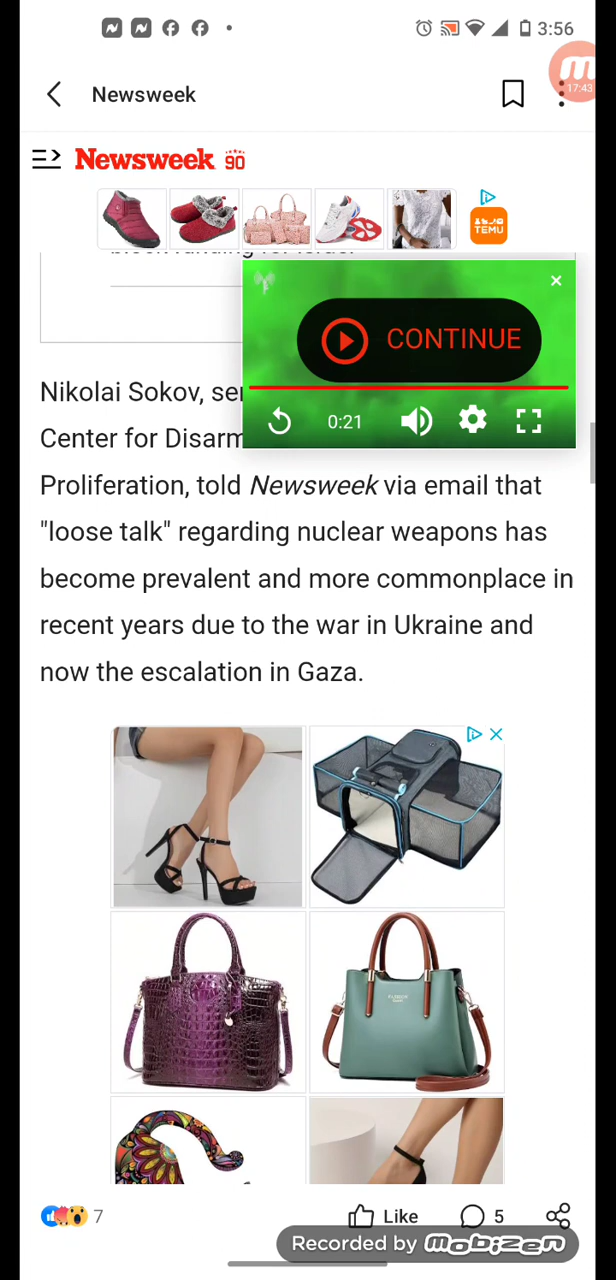 3:56
Newsweek
17:43
Newsweek 90
TEMU
CONTINUE
0:21
Nikolai Sokov,
Center for
Proliferation, told Newsweek via email that
"loose talk" regarding nuclear weapons has
become prevalent and more commonplace in
recent years due to the war in Ukraine and
now the escalation in Gaza.
7
Like
5
Recorded by mobizen